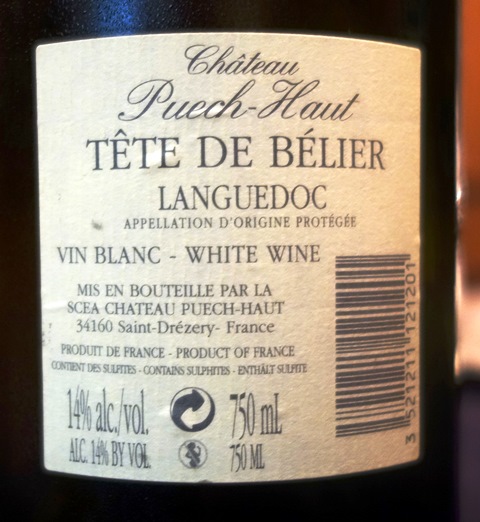 Château
Puech-Haut
TÊTE DE BÉLIER
LANGUEDOC
APPELLATION D'ORIGINE PROTÉGÉE
VIN BLANC - WHITE WINE
MIS EN BOUTEILLE PAR LA
SCEA CHATEAU PUECH-HAUT
34160 Saint-Drézery- France
PRODUIT DE FRANCE - PRODUCT OF FRANCE
CONTIENT DES SULFITES - CONTAINS SULPHITES - ENTHÄLT SULFITE
14% alc./vol. 750 mL
ALC. 14% BY VOL. 750 ML
3 521211 121201